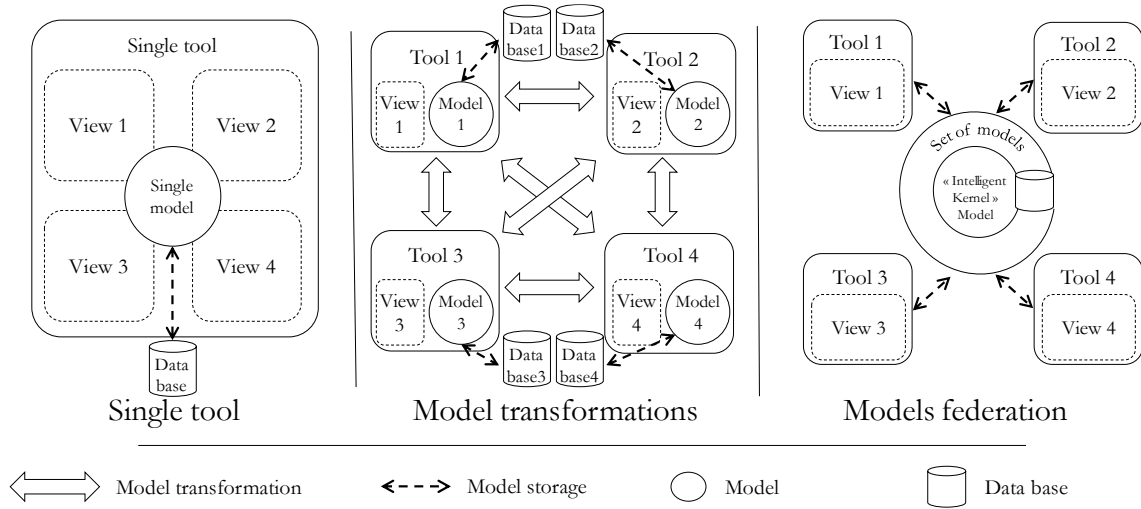 Single tool
View 1
View 2
Single
model
View 3
View 4
Data
base
Single tool
Data
base1
Data
base2
Tool 1
View
1
Model
1
Tool 2
View
2
Model
2
Tool 3
View
3
Model
3
Tool 4
View
4
Model
4
Data
base3
Data
base4
Model transformations
Tool 1
View 1
Tool 2
View 2
Set of models
« Intelligent
Kernel »
Model
Tool 3
View 3
Tool 4
View 4
Models federation
Model transformation
Model storage
Model
Data base